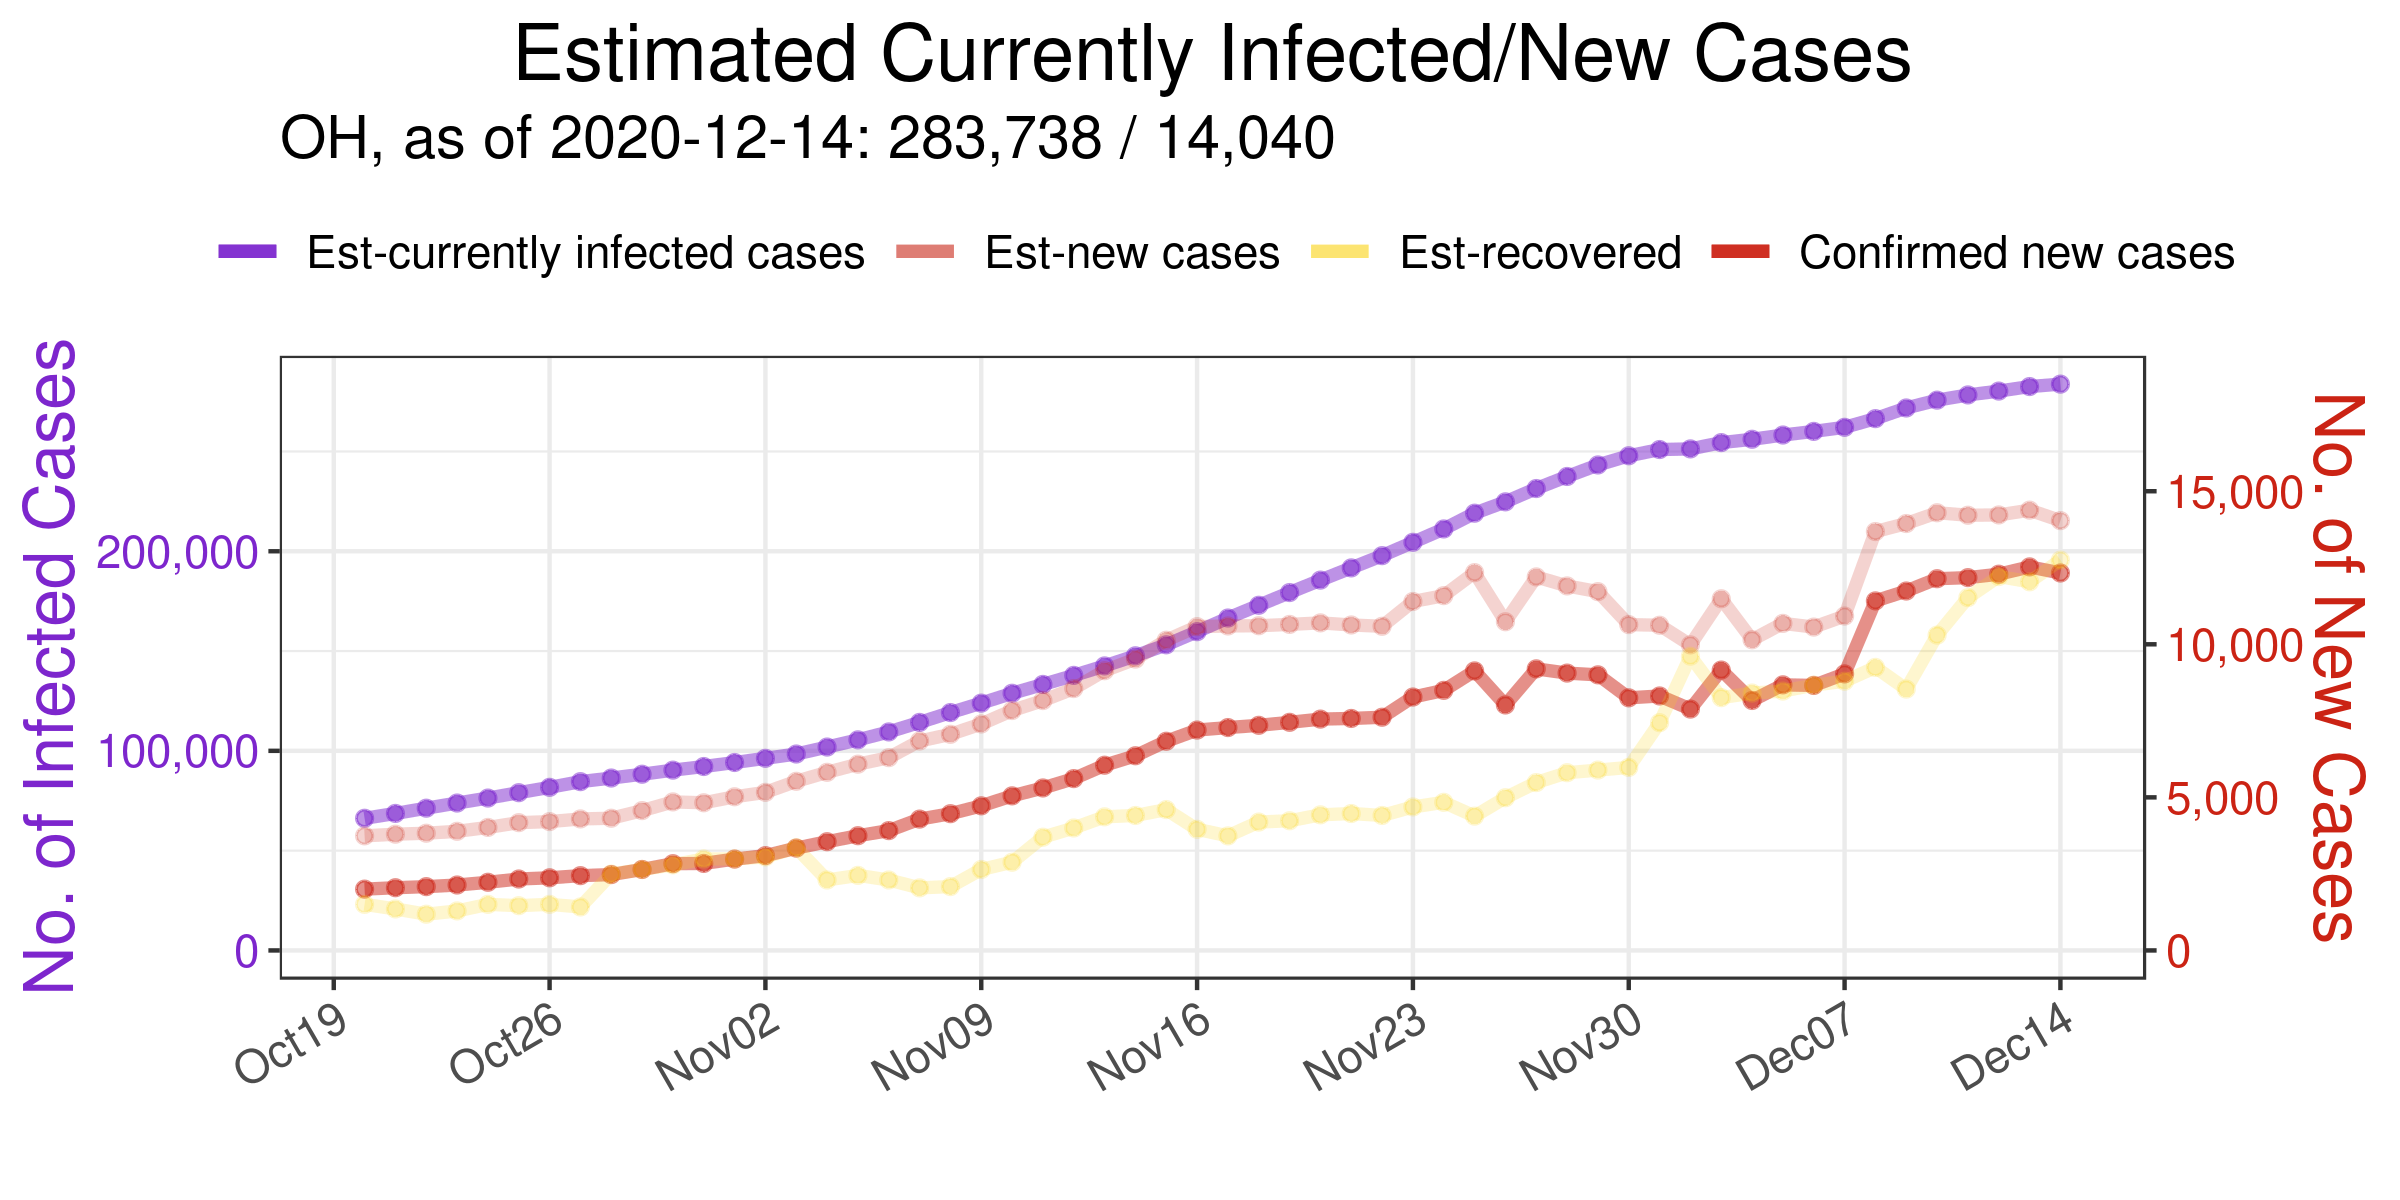 Estimated Currently Infected/New Cases
OH, as of 2020-12-14: 283,738 / 14,040
Est-currently infected cases Est-new cases Est-recovered Confirmed new cases
No. of Infected Cases
200,000
100,000
0
15,000
10,000
5,000
0
No. of New Cases
Oct19 Oct26 Nov02 Nov09 Nov16 Nov23 Nov30 Dec07 Dec14